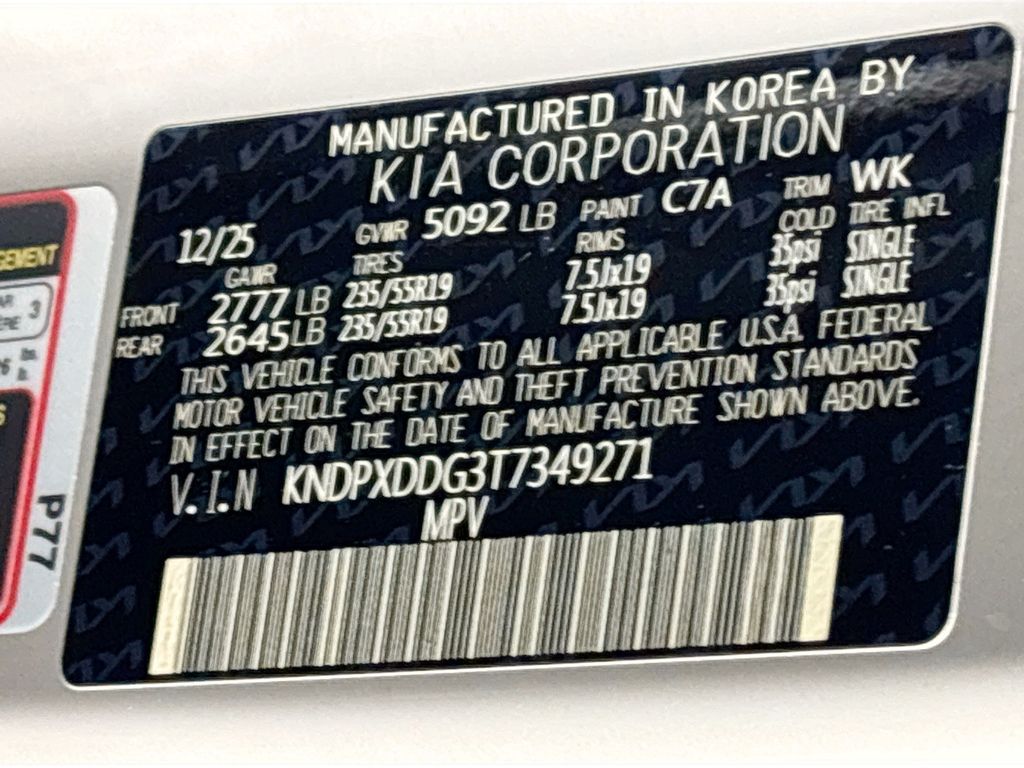 MANUFACTURED IN KOREA BY
KIA CORPORATION
12/25 GVWR 5092 LB PAINT C7A TRIM WK
GAWR TIRES RIMS COLD TIRE INFL
FRONT 2777 LB 235/55R19 7.5Jx19 35psi SINGLE
REAR 2645LB 235/55R19 7.5Jx19 35psi SINGLE
THIS VEHICLE CONFORMS TO ALL APPLICABLE U.S.A. FEDERAL
MOTOR VEHICLE SAFETY AND THEFT PREVENTION STANDARDS
IN EFFECT ON THE DATE OF MANUFACTURE SHOWN ABOVE.
V.I.N KNDPXDDG3T7349271
MPV
3
P77